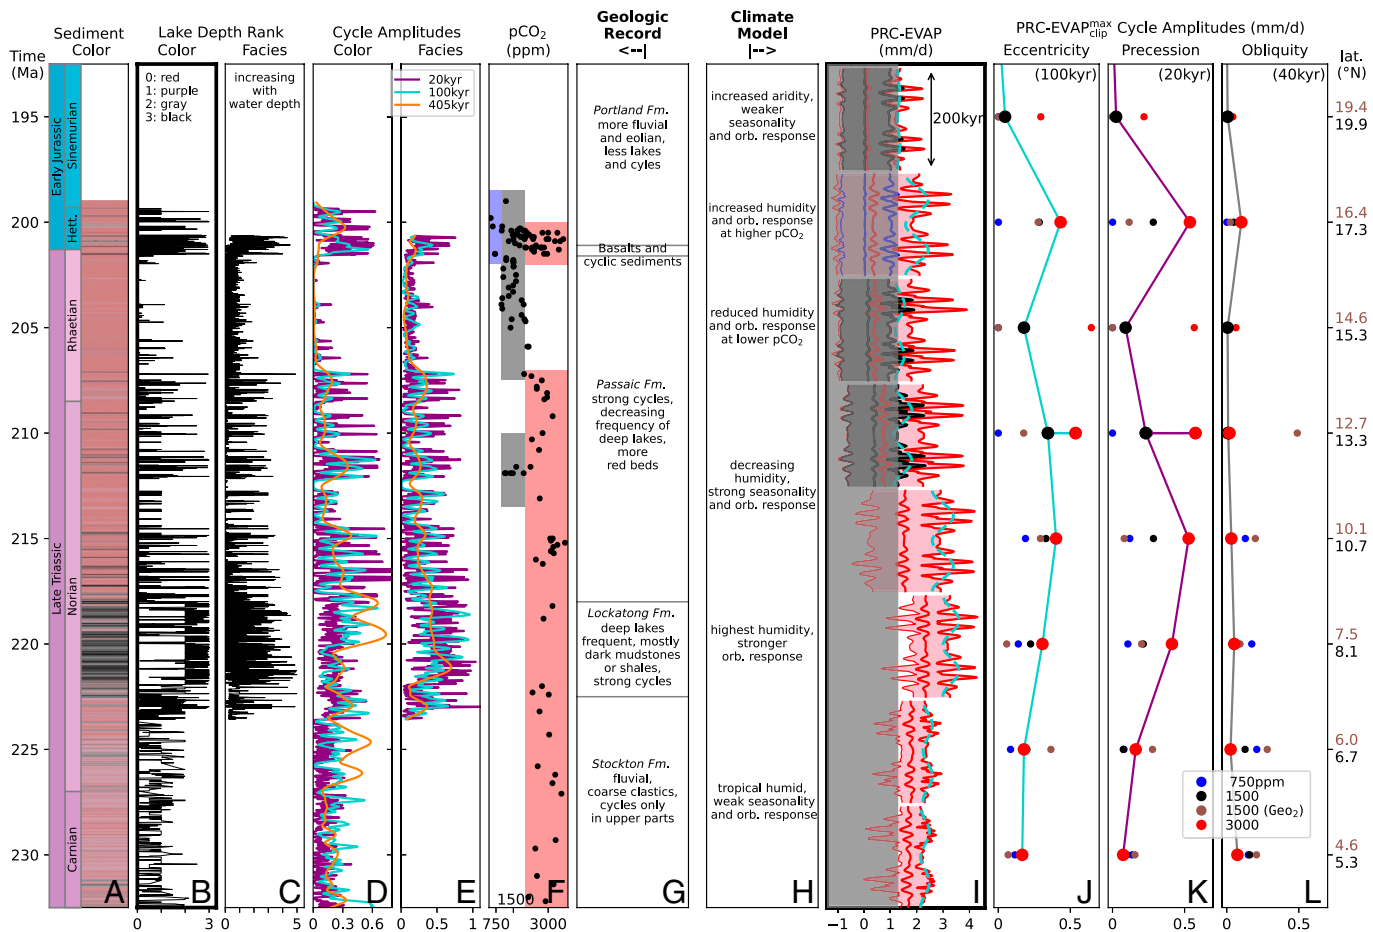 Geologic
Record
<--|
Climate
Model
|-->
Sediment
Color
Lake Depth Rank
Color
Facies
Cycle Amplitudes
Color
Facies
pCO2
(ppm)
PRC-EVAP
(mm/d)
PRC-EVAP max clip Cycle Amplitudes (mm/d)
Eccentricity
Precession
Obliquity
Time
(Ma)
lat.
(°N)
0: red
1: purple
2: gray
3: black
increasing
with
water depth
20kyr
100kyr
405kyr
(100kyr)
(20kyr)
(40kyr)
200kyr
195
200
205
210
215
220
225
230
Early Jurassic
Late Triassic
Sinemurian
Hett.
Rhaetian
Norian
Carnian
Portland Fm.
more fluvial
and eolian,
less lakes
and cyles
Basalts and
cyclic sediments
Passaic Fm.
strong cycles,
decreasing
frequency of
deep lakes,
more
red beds
Lockatong Fm.
deep lakes
frequent, mostly
dark mudstones
or shales,
strong cycles
Stockton Fm.
fluvial,
coarse clastics,
cycles only
in upper parts
increased aridity,
weaker
seasonality
and orb. response
increased humidity
and orb. response
at higher pCO2
reduced humidity
and orb. response
at lower pCO2
decreasing
humidity,
strong seasonality
and orb. response
highest humidity,
stronger
orb. response
tropical humid,
weak seasonality
and orb. response
19.4
19.9
16.4
17.3
14.6
15.3
12.7
13.3
10.1
10.7
7.5
8.1
6.0
6.7
4.6
5.3
750ppm
1500
1500 (Geo2)
3000
A
B
C
D
E
F
G
H
I
J
K
L
0 3
0 5
0 0.3 0.6
0 0.5 1
1500
750 3000
−1 0 1 2 3 4
0 0.5
0 0.5
0 0.5